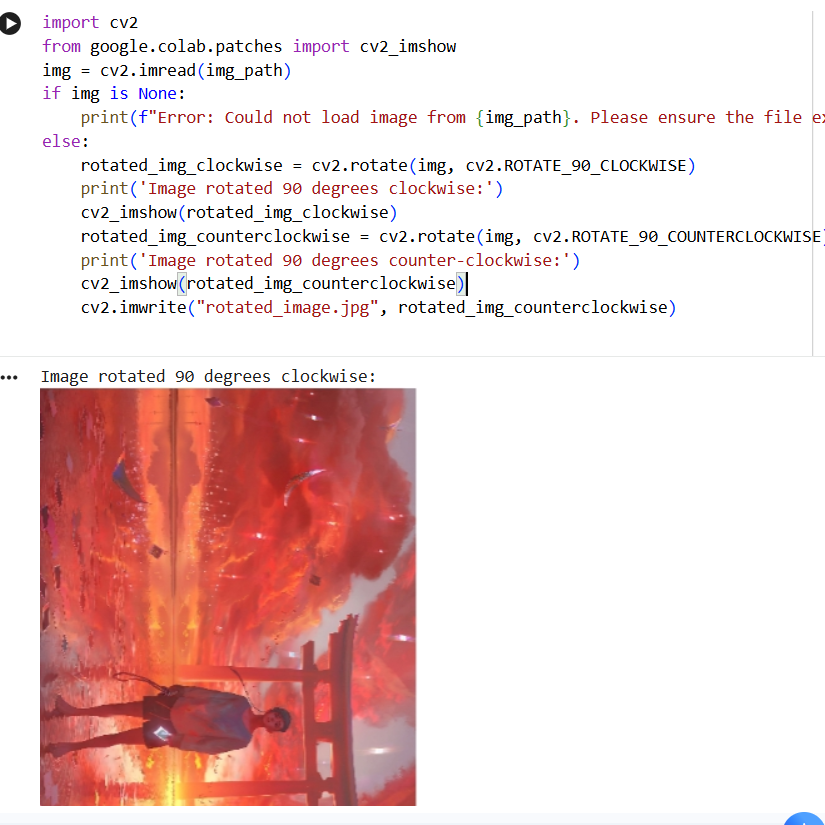 import cv2
from google.colab.patches import cv2_imshow
img = cv2.imread(img_path)
if img is None:
    print(f"Error: Could not load image from {img_path}. Please ensure the file
else:
    rotated_img_clockwise = cv2.rotate(img, cv2.ROTATE_90_CLOCKWISE)
    print('Image rotated 90 degrees clockwise:')
    cv2_imshow(rotated_img_clockwise)
    rotated_img_counterclockwise = cv2.rotate(img, cv2.ROTATE_90_COUNTERCLOCKWISE)
    print('Image rotated 90 degrees counter-clockwise:')
    cv2_imshow(rotated_img_counterclockwise)
    cv2.imwrite("rotated_image.jpg", rotated_img_counterclockwise)
Image rotated 90 degrees clockwise: